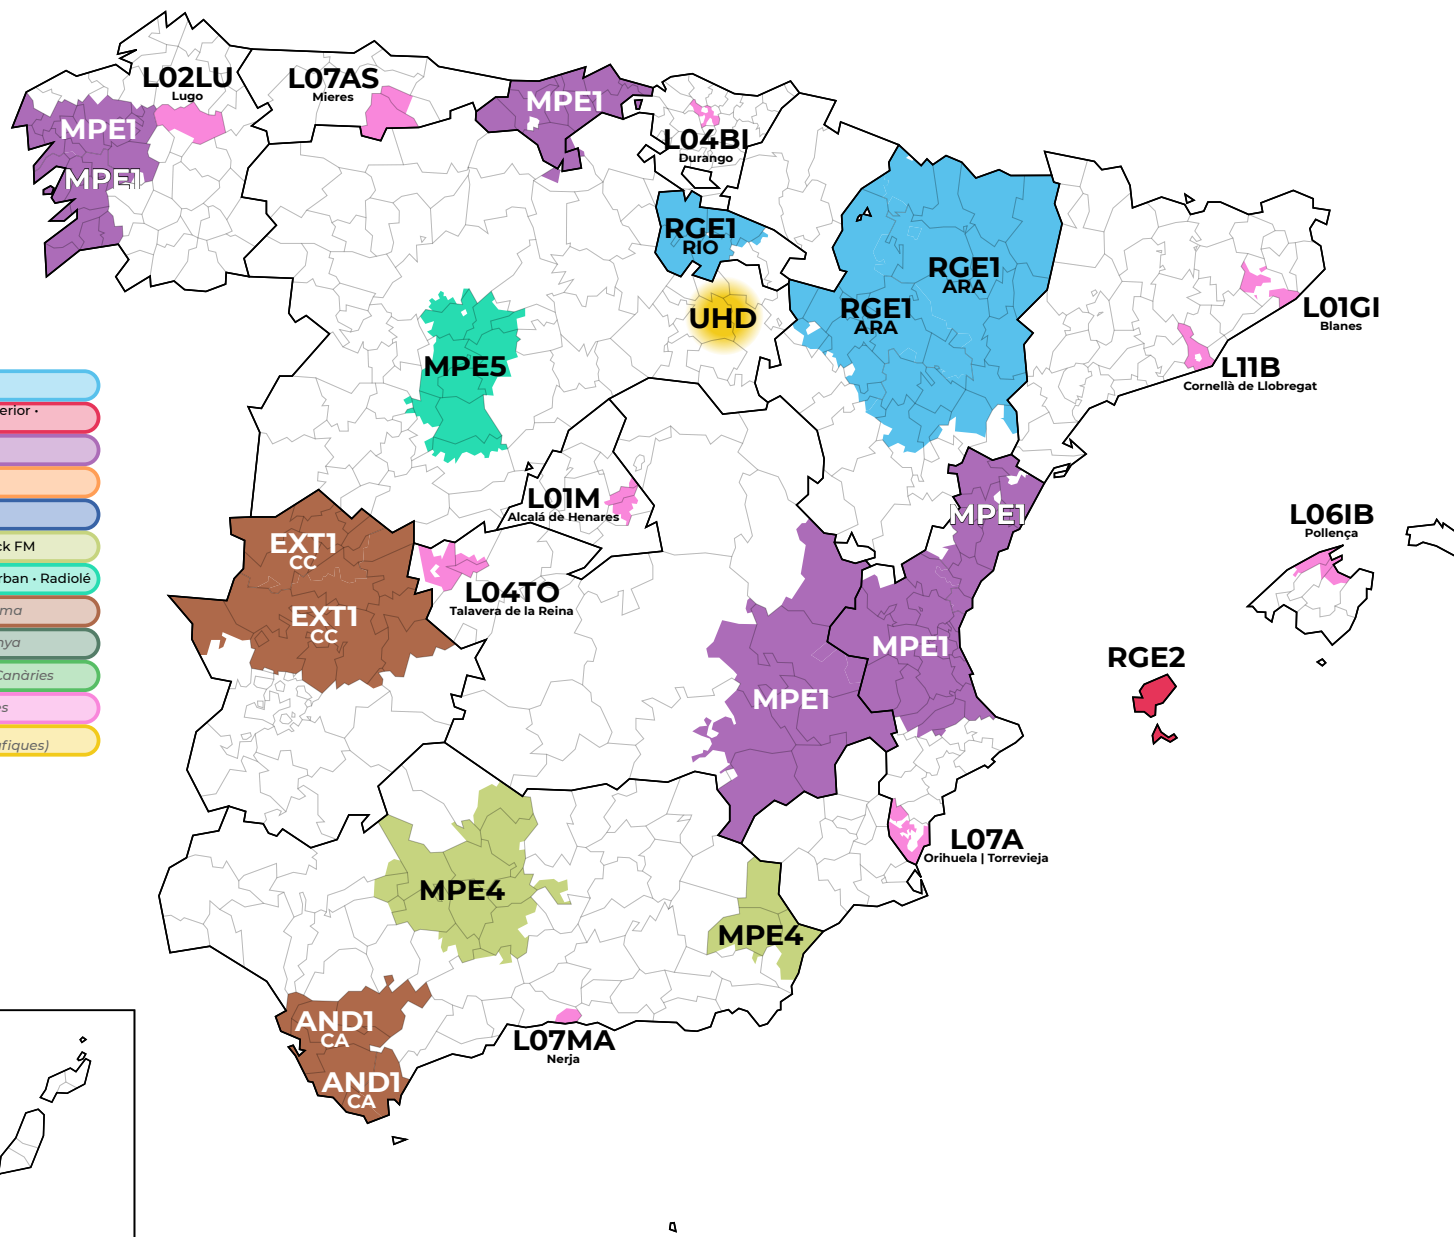 L02LU
Lugo
L07AS
Mieres
MPE1
MPE1
MPE1
L04BI
Durango
RGE1
RIO
RGE1
ARA
RGE1
ARA
UHD
MPE5
L01GI
Blanes
L11B
Cornellà de Llobregat
L01M
Alcalá de Henares
MPE1
L06IB
Pollença
EXT1
CC
EXT1
CC
L04TO
Talavera de la Reina
MPE1
MPE1
RGE2
L07A
Orihuela | Torrevieja
MPE4
MPE4
AND1
CA
AND1
CA
L07MA
Nerja
erior ·
ck FM
rban · Radiolé
ma
nya
Canàries
es
àfiques)